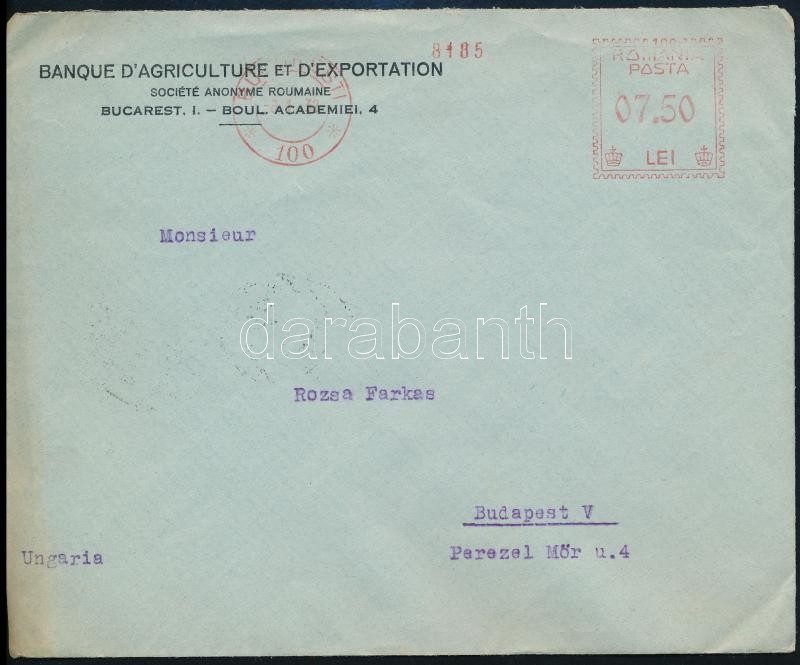 8185
BANQUE D'AGRICULTURE ET D'EXPORTATION
SOCIÉTÉ ANONYME ROUMAINE
BUCAREST, I. – BOUL. ACADEMIEI, 4
100
ROMANIA
POSTA
07.50
LEI
Monsieur
darabanth
Rozsa Farkas
Budapest V
Perezel Mör u.4
Ungaria